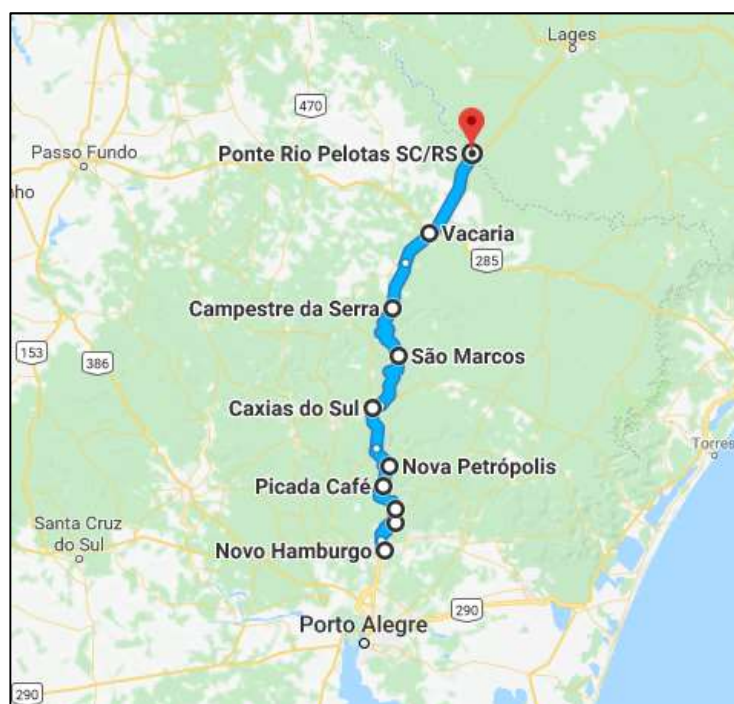 Lages
470
Passo Fundo
Ponte Rio Pelotas SC/RS
nho
Vacaria
285
Campestre da Serra
153
386
São Marcos
Caxias do Sul
Torres
Nova Petrópolis
Picada Café
Santa Cruz
do Sul
Novo Hamburgo
290
Porto Alegre
290